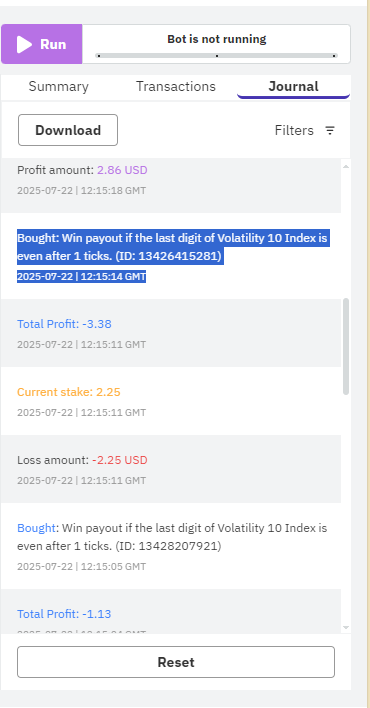 Run
Bot is not running
Summary
Transactions
Journal
Download
Filters
Profit amount: 2.86 USD
2025-07-22 | 12:15:18 GMT
Bought: Win payout if the last digit of Volatility 10 Index is
even after 1 ticks. (ID: 13426415281)
2025-07-22 | 12:15:14 GMT
Total Profit: -3.38
2025-07-22 | 12:15:11 GMT
Current stake: 2.25
2025-07-22 | 12:15:11 GMT
Loss amount: -2.25 USD
2025-07-22 | 12:15:11 GMT
Bought: Win payout if the last digit of Volatility 10 Index is
even after 1 ticks. (ID: 13428207921)
2025-07-22 | 12:15:05 GMT
Total Profit: -1.13
Reset